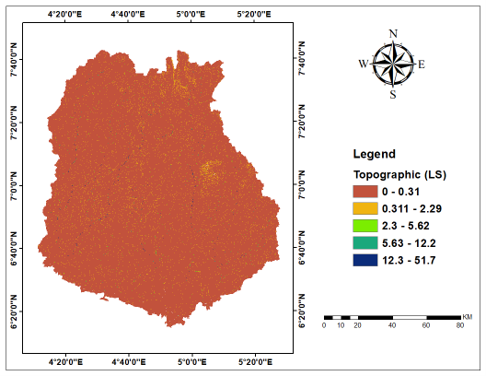 4°20'0"E 4°40'0"E 5°0'0"E 5°20'0"E
N
W E
S
7°40'0"N 7°40'0"N
7°20'0"N 7°20'0"N
7°0'0"N 7°0'0"N
6°40'0"N 6°40'0"N
6°20'0"N 6°20'0"N
Legend
Topographic (LS)
0 - 0.31
0.311 - 2.29
2.3 - 5.62
5.63 - 12.2
12.3 - 51.7
KM
0 10 20 40 60 80
4°20'0"E 4°40'0"E 5°0'0"E 5°20'0"E